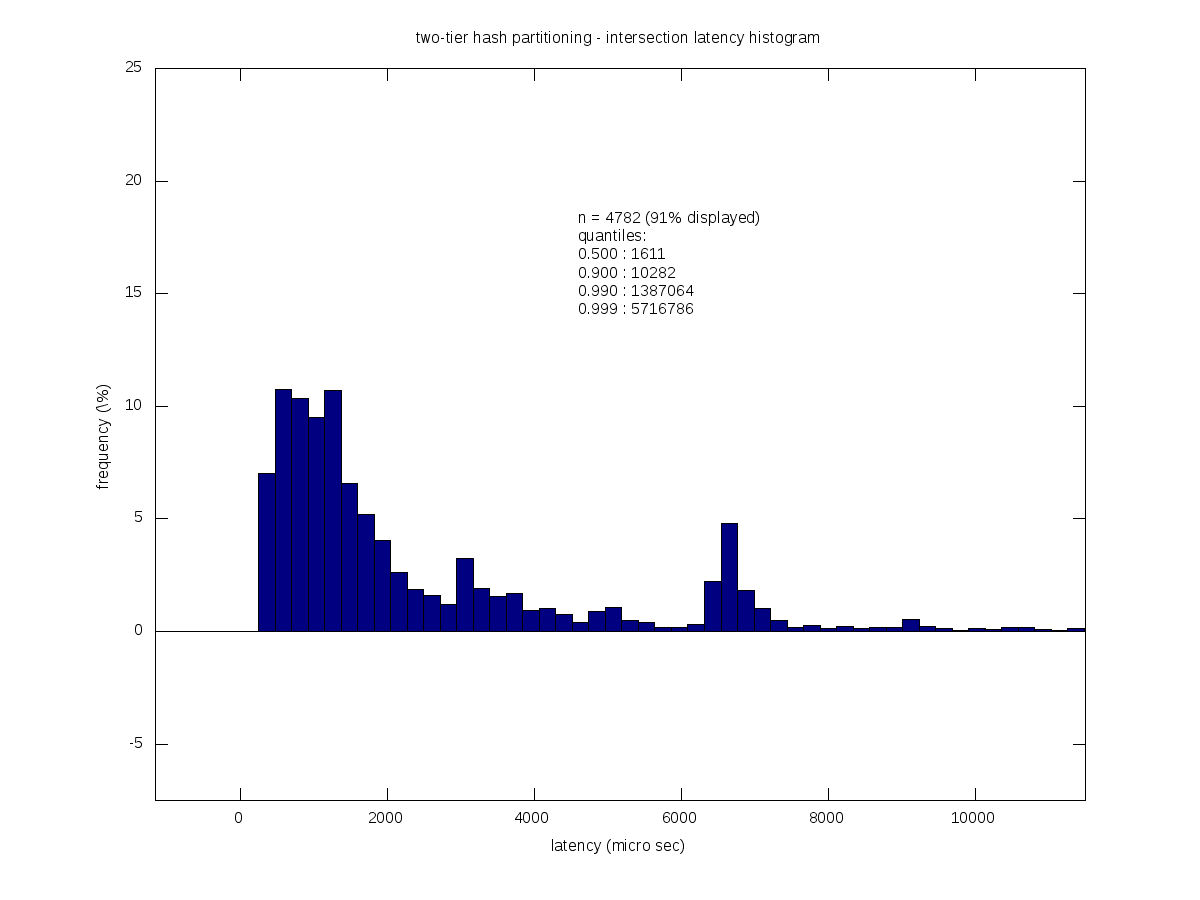 two-tier hash partitioning - intersection latency histogram
25
20
n = 4782 (91% displayed)
quantiles:
0.500 : 1611
0.900 : 10282
0.990 : 1387064
0.999 : 5716786
15
10
frequency (\%)
5
0
-5
0 2000 4000 6000 8000 10000
latency (micro sec)